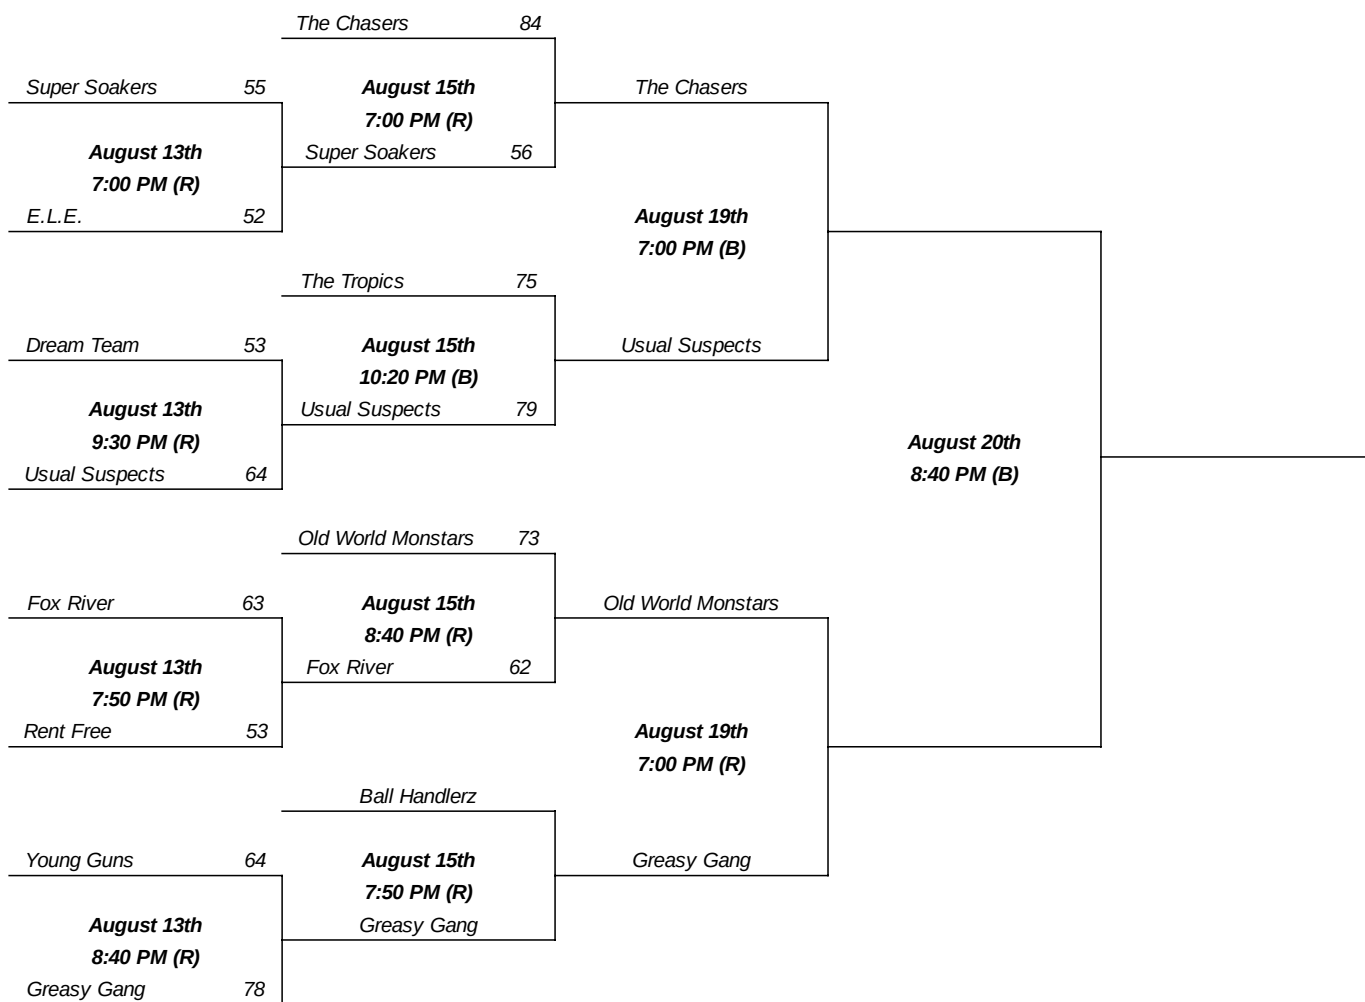 The Chasers 84
Super Soakers 55
August 15th
The Chasers
7:00 PM (R)
August 13th
Super Soakers 56
7:00 PM (R)
E.L.E. 52
August 19th
7:00 PM (B)
The Tropics 75
Dream Team 53
August 15th
Usual Suspects
10:20 PM (B)
August 13th
Usual Suspects 79
9:30 PM (R)
August 20th
Usual Suspects 64
8:40 PM (B)
Old World Monstars 73
Fox River 63
August 15th
Old World Monstars
8:40 PM (R)
August 13th
Fox River 62
7:50 PM (R)
Rent Free 53
August 19th
7:00 PM (R)
Ball Handlerz
Young Guns 64
August 15th
Greasy Gang
7:50 PM (R)
August 13th
Greasy Gang
8:40 PM (R)
Greasy Gang 78